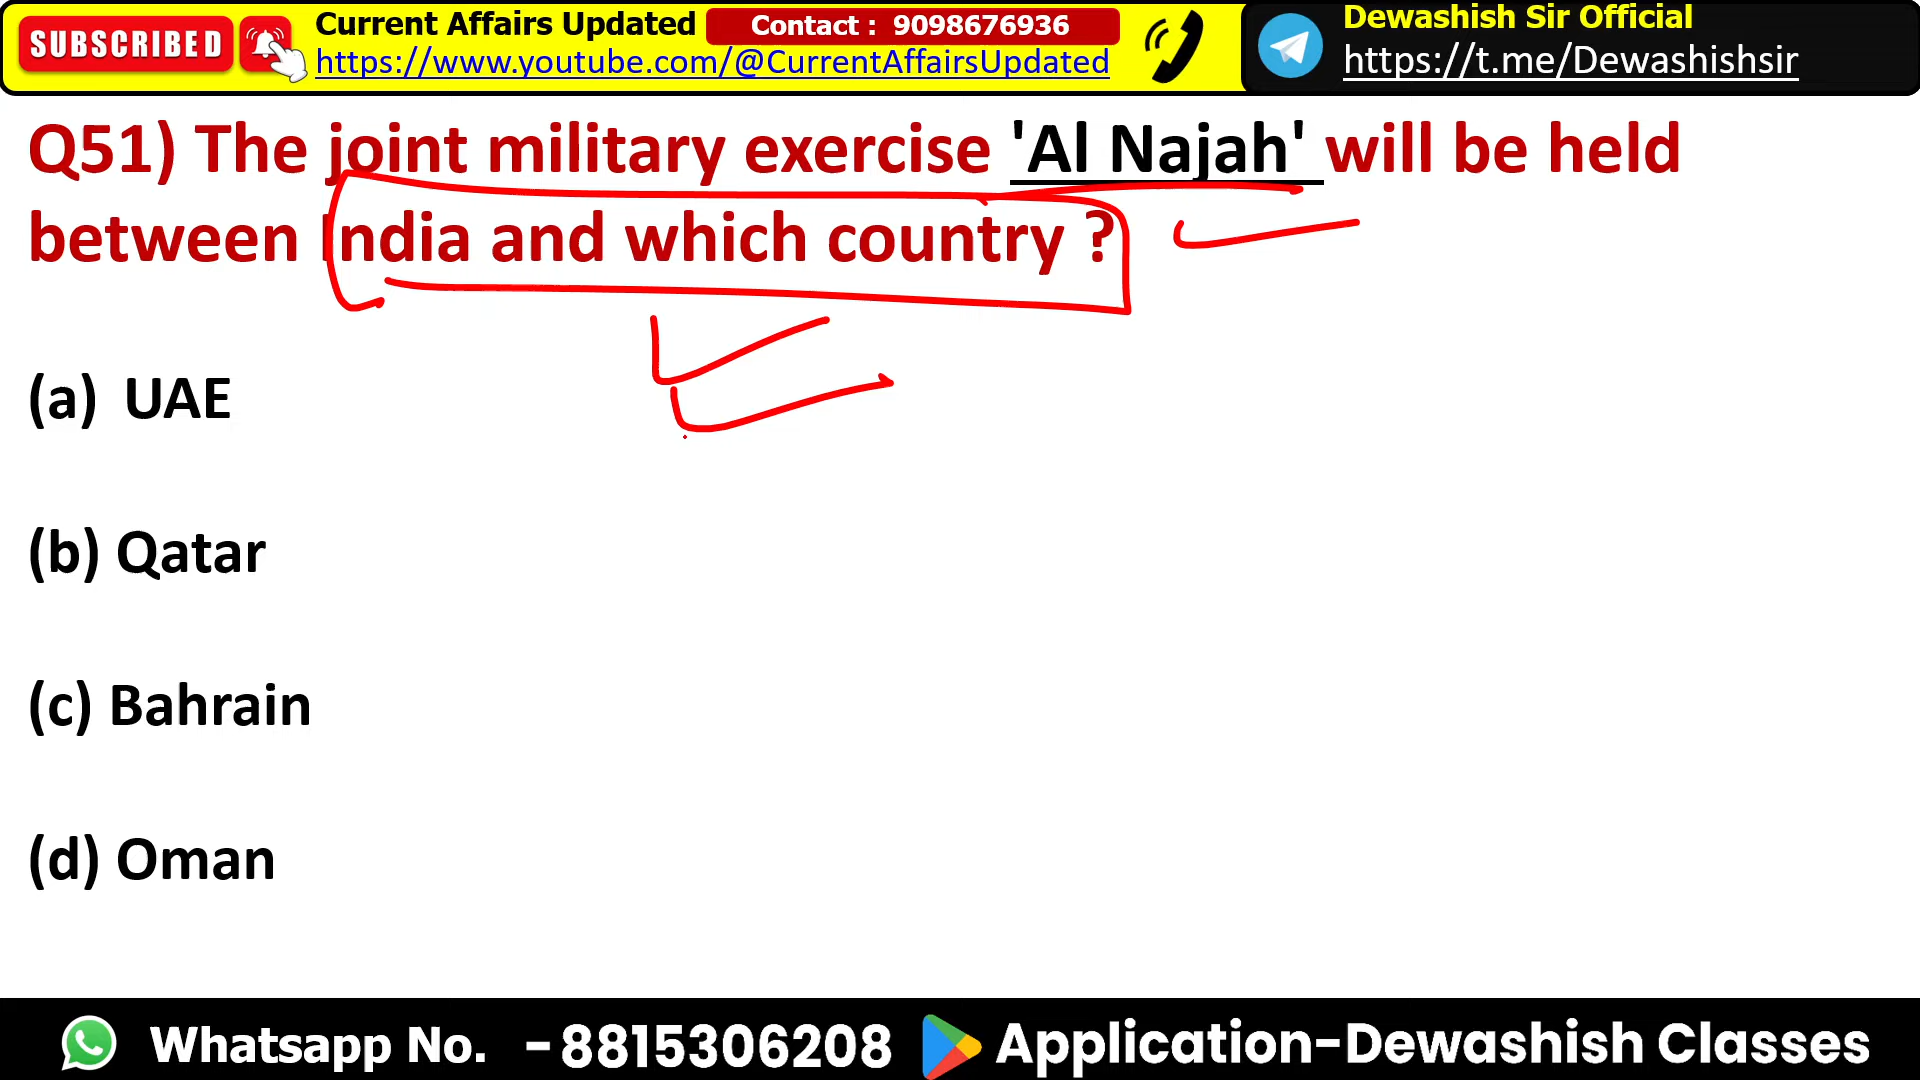 SUBSCRIBED
Current Affairs Updated
Contact : 9098676936
https://www.youtube.com/@CurrentAffairsUpdated
Dewashish Sir Official
https://t.me/Dewashishsir
Q51) The joint military exercise 'Al Najah' will be held
between India and which country ?
(a) UAE
(b) Qatar
(c) Bahrain
(d) Oman
Whatsapp No. -8815306208
Application-Dewashish Classes